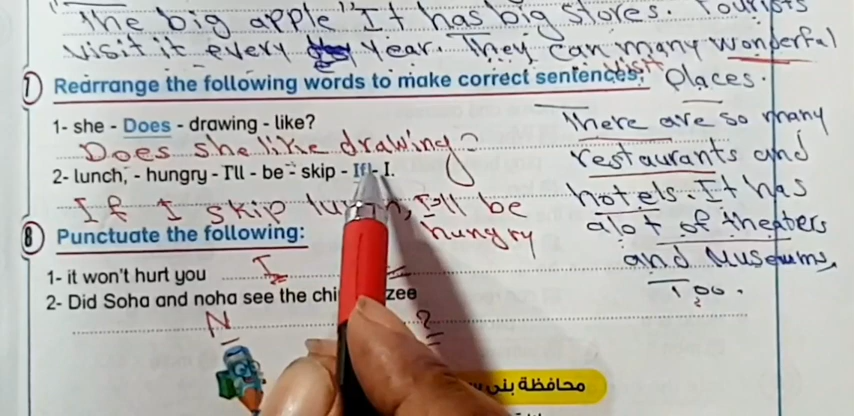 The big apple" It has big stores. Tourists
visit it every year. They can many wonderful
visit
places.
7 Rearrange the following words to make correct sentences:
1- she - Does - drawing - like?
Does she like drawing?
2- lunch, - hungry - I'll - be - skip - If - I.
If I skip I'll be
hungry
There are so many
restaurants and
hotels. It has
alot of theaters
and Museums,
Too.
8 Punctuate the following:
1- it won't hurt you
I
2- Did Soha and noha see the chi zee
N ?
محافظة بنى